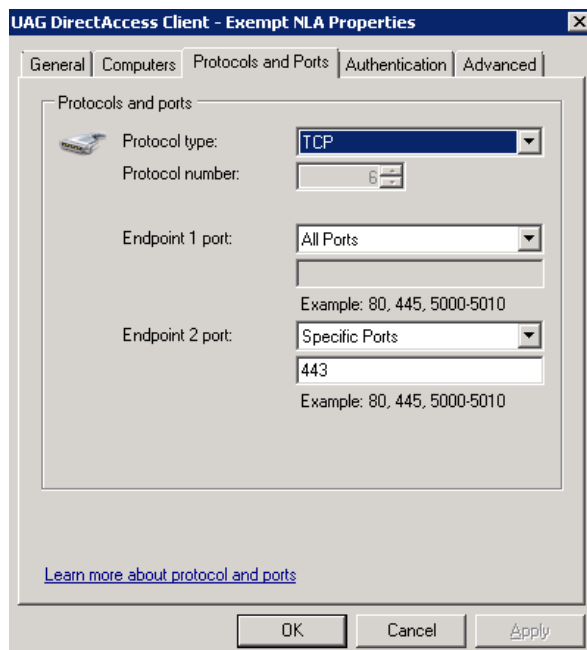 UAG DirectAccess Client - Exempt NLA Properties
General Computers Protocols and Ports Authentication Advanced
Protocols and ports
Protocol type: TCP
Protocol number: 6
Endpoint 1 port: All Ports
Example: 80, 445, 5000-5010
Endpoint 2 port: Specific Ports
443
Example: 80, 445, 5000-5010
Learn more about protocol and ports
OK Cancel Apply